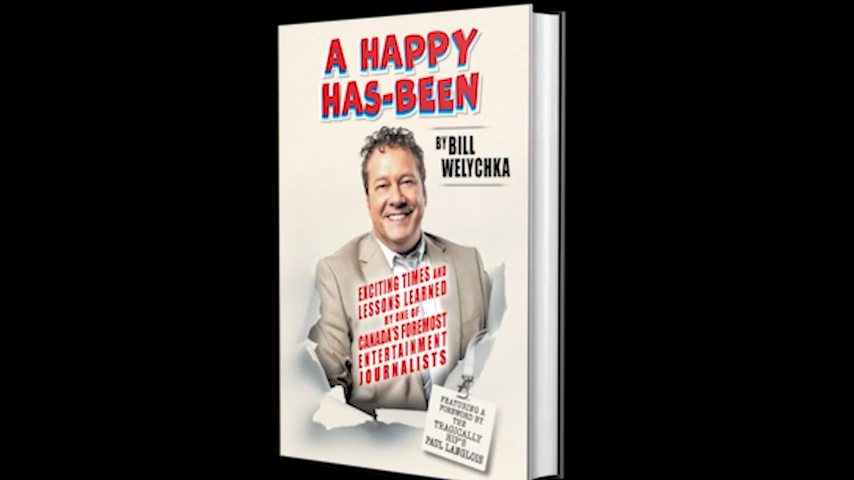 A HAPPY
HAS-BEEN
BY BILL
WELYCHKA
EXCITING TIMES AND
LESSONS LEARNED
BY ONE OF
CANADA'S FOREMOST
ENTERTAINMENT
JOURNALISTS
FEATURING A
FOREWORD BY
THE
TRAGICALLY
HIP'S
PAUL LANGLOIS